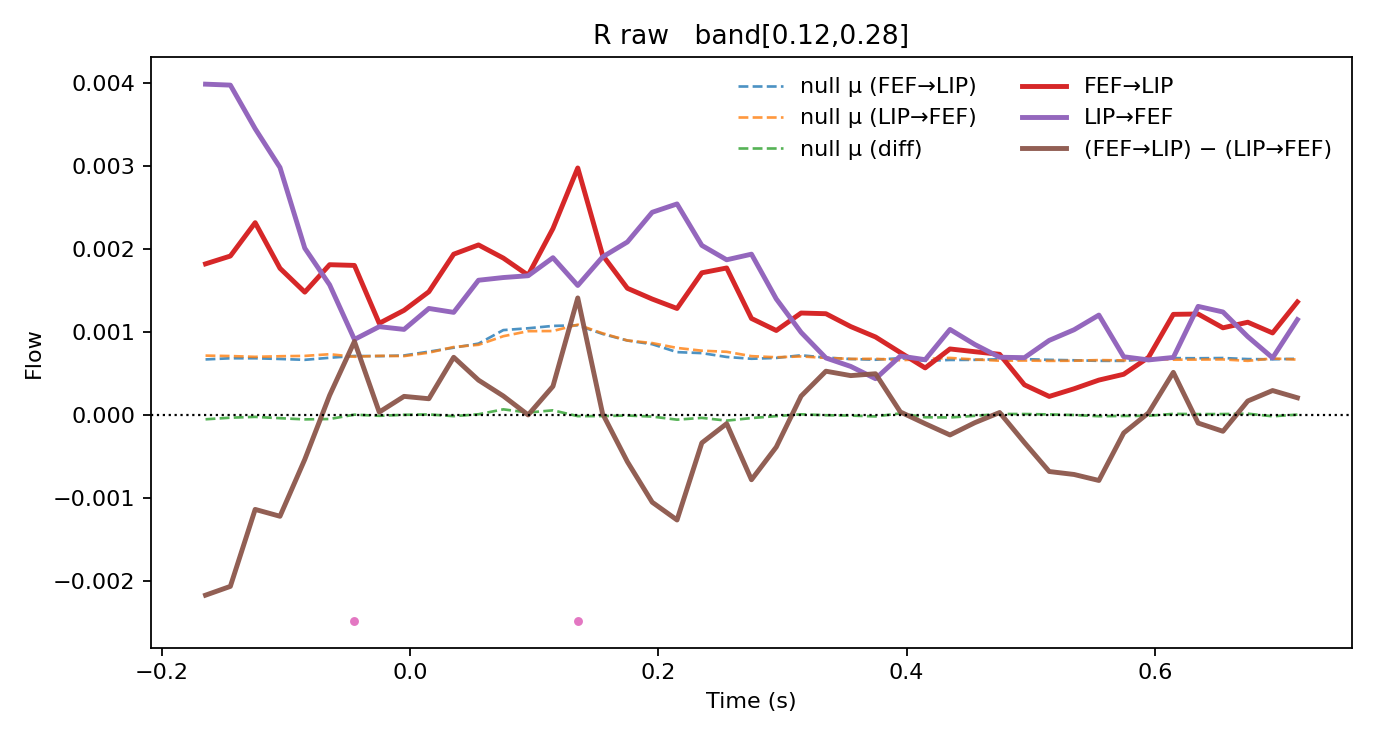 R raw   band[0.12,0.28]
null μ (FEF→LIP)
null μ (LIP→FEF)
null μ (diff)
FEF→LIP
LIP→FEF
(FEF→LIP) − (LIP→FEF)
0.004
0.003
0.002
0.001
0.000
−0.001
−0.002
Flow
−0.2
0.0
0.2
0.4
0.6
Time (s)